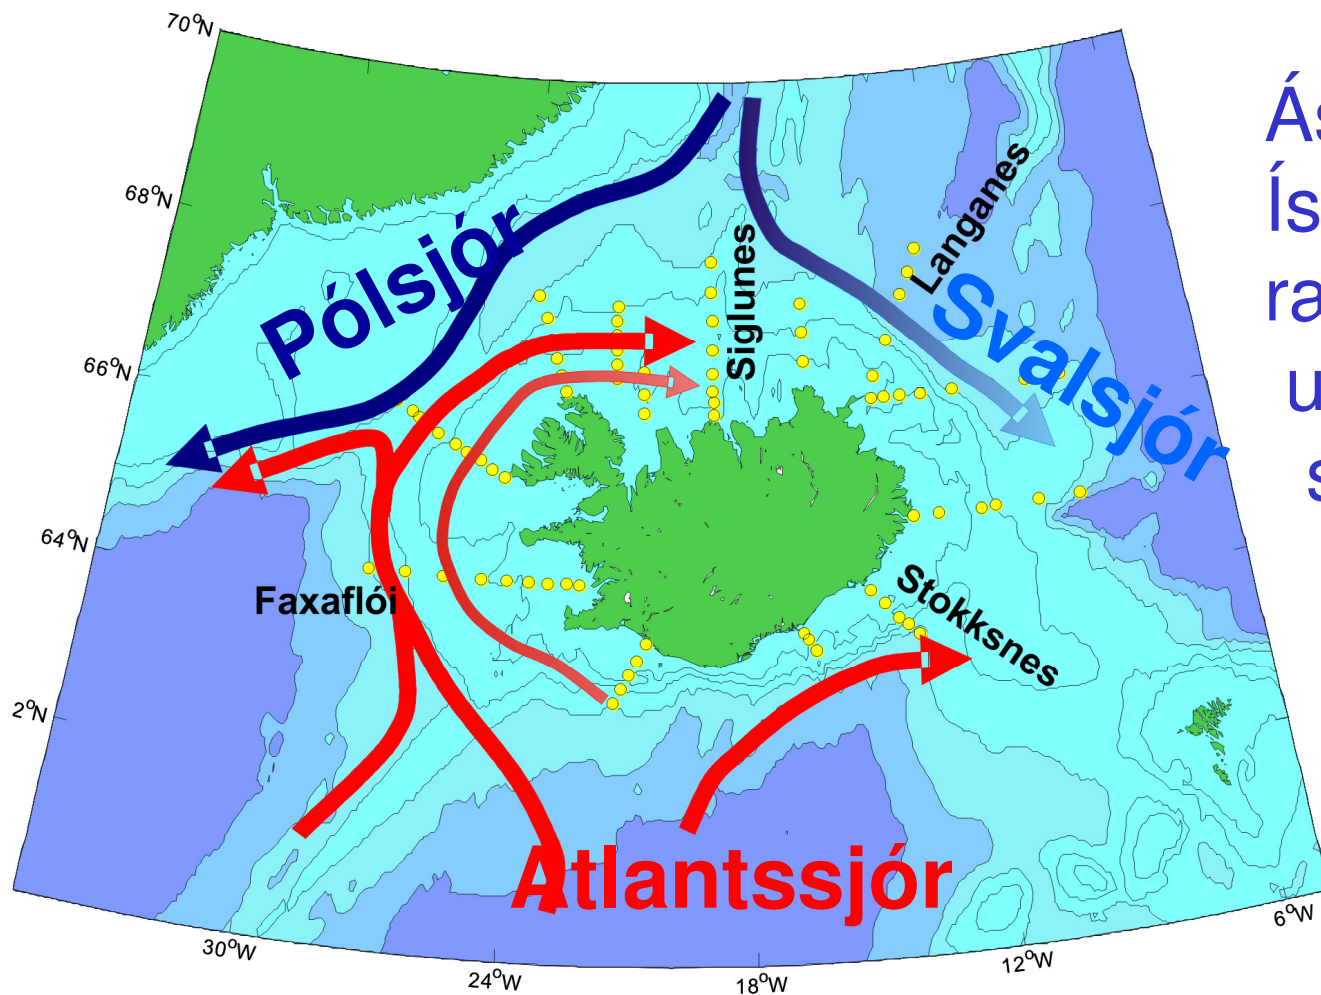 70°N
68°N
66°N
64°N
2°N
30°W
24°W
18°W
12°W
6°W
Pólsjór
Siglunes
Langanes
Svalsjór
Faxaflói
Stokksnes
Atlantssjór
Ás
Ís
ra
u
s